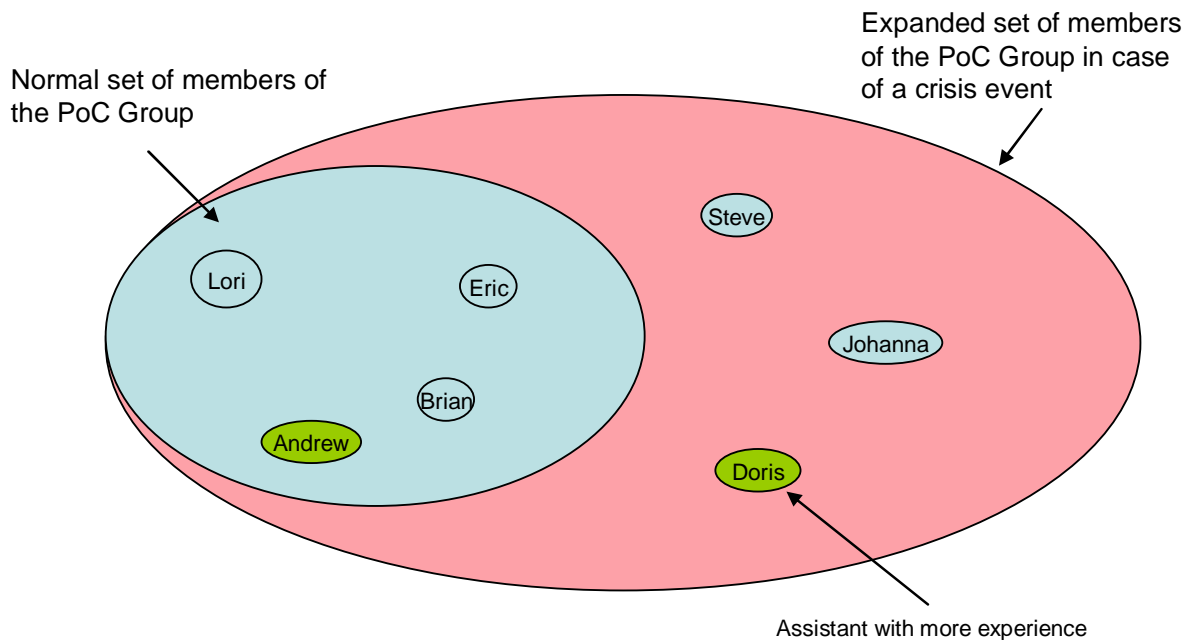 Expanded set of members
of the PoC Group in case
of a crisis event
Normal set of members of
the PoC Group
Steve
Lori
Eric
Johanna
Brian
Andrew
Doris
Assistant with more experience